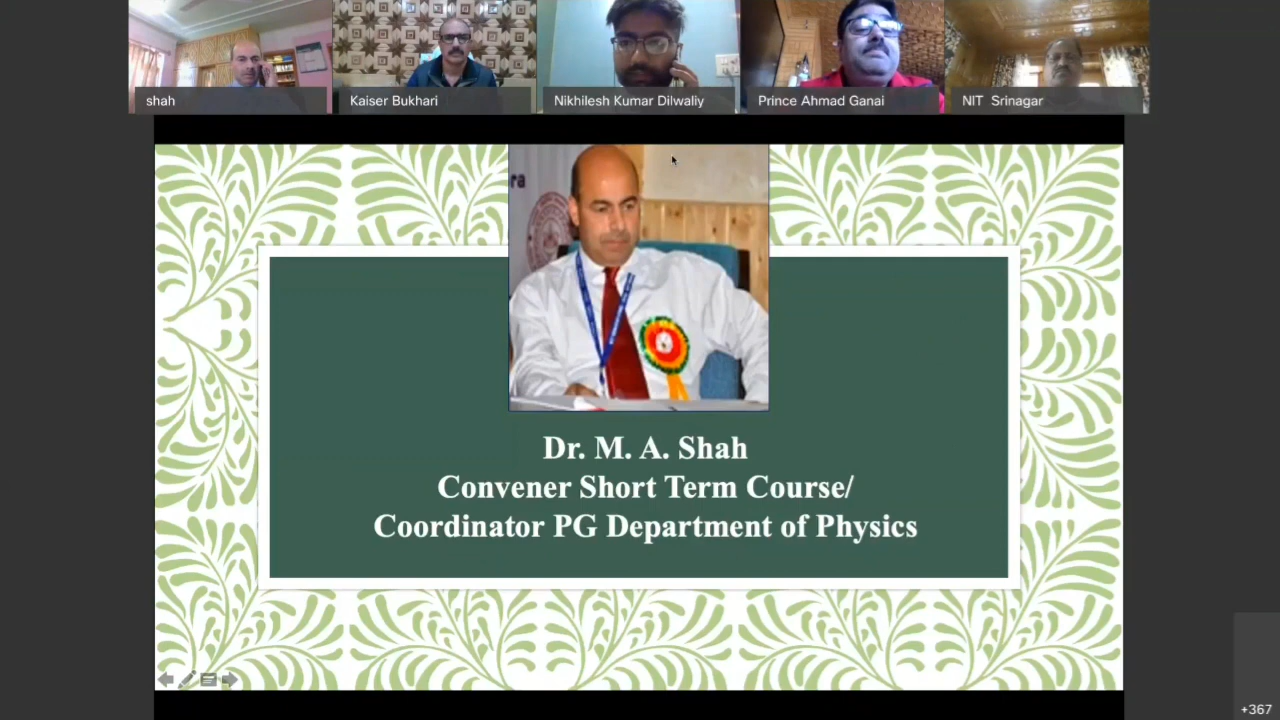 shah
Kaiser Bukhari
Nikhilesh Kumar Dilwaliy
Prince Ahmad Ganai
NIT Srinagar
ra
Dr. M. A. Shah
Convener Short Term Course/
Coordinator PG Department of Physics
+367